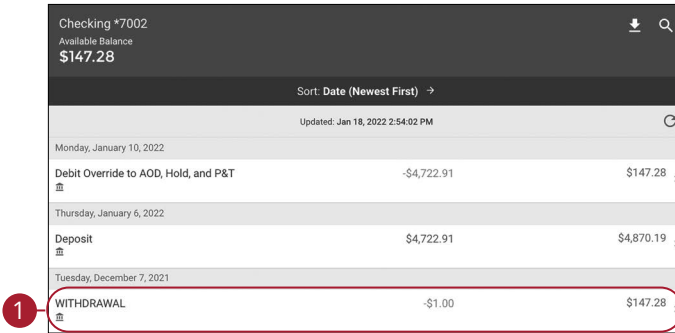 Checking *7002
Available Balance
$147.28
Sort: Date (Newest First) →
Updated: Jan 18, 2022 2:54:02 PM
Monday, January 10, 2022
Debit Override to AOD, Hold, and P&T -$4,722.91 $147.28
Thursday, January 6, 2022
Deposit $4,722.91 $4,870.19
Tuesday, December 7, 2021
1 WITHDRAWAL -$1.00 $147.28